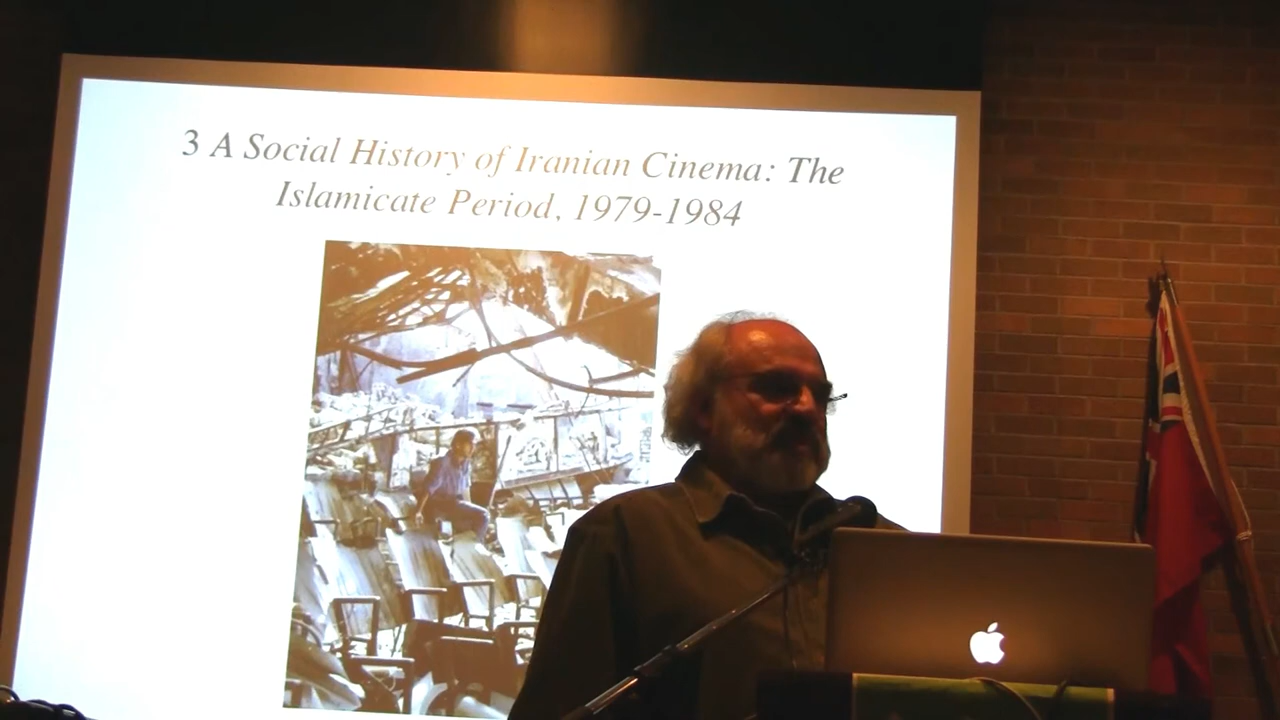 3 A Social History of Iranian Cinema: The
Islamicate Period, 1979-1984